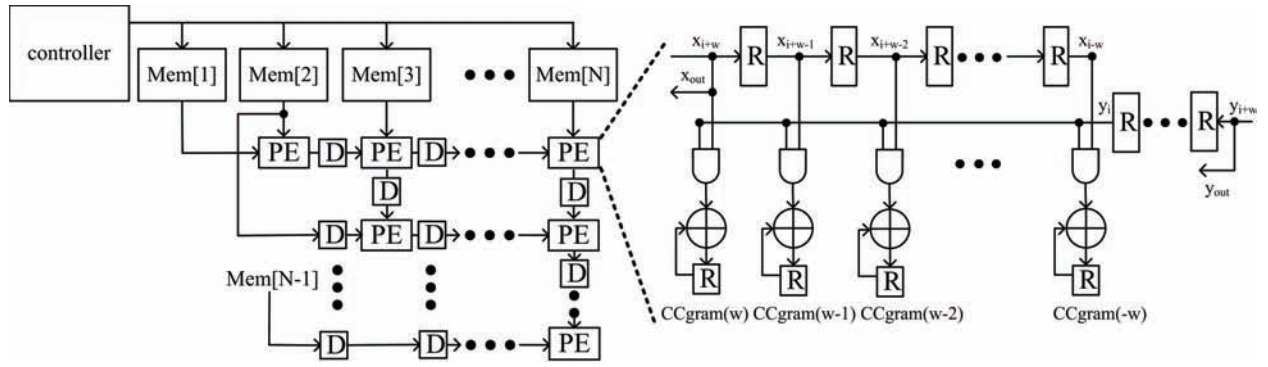 controller
Mem[1]
Mem[2]
Mem[3]
Mem[N]
PE
D
PE
D
PE
D
D
D
PE
D
PE
D
Mem[N-1]
D
D
PE
x_{i+w}
R
x_{i+w-1}
R
x_{i+w-2}
R
R
x_{i-w}
x_{out}
y_i
R
R
y_{i+w}
y_{out}
R
R
R
R
CCgram(w)
CCgram(w-1)
CCgram(w-2)
CCgram(-w)